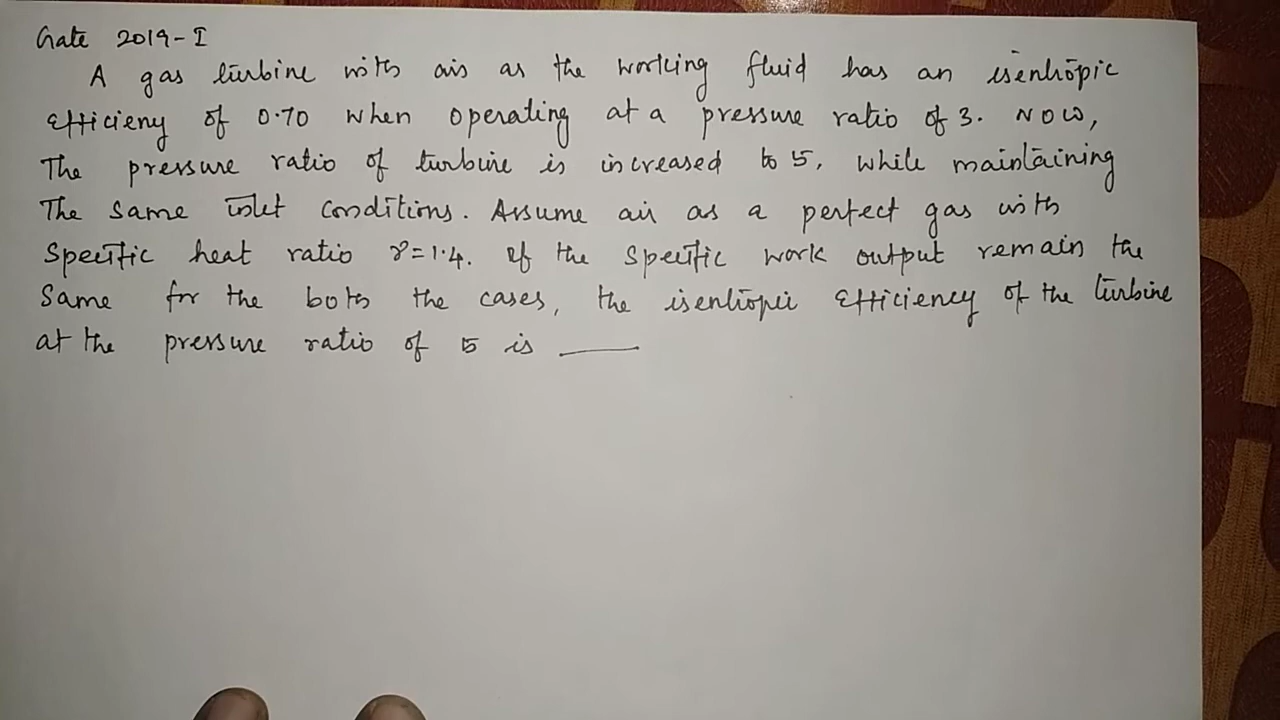 Gate 2019-I
A gas turbine with air as the working fluid has an isentropic
Efficieny of 0.70 when operating at a pressure ratio of 3. Now,
The pressure ratio of turbine is increased to 5, while maintaining
The same inlet conditions. Assume air as a perfect gas with
Specific heat ratio γ=1.4. If the specific work output remain the
Same for the both the cases, the isentropic Efficiency of the turbine
at the pressure ratio of 5 is ____